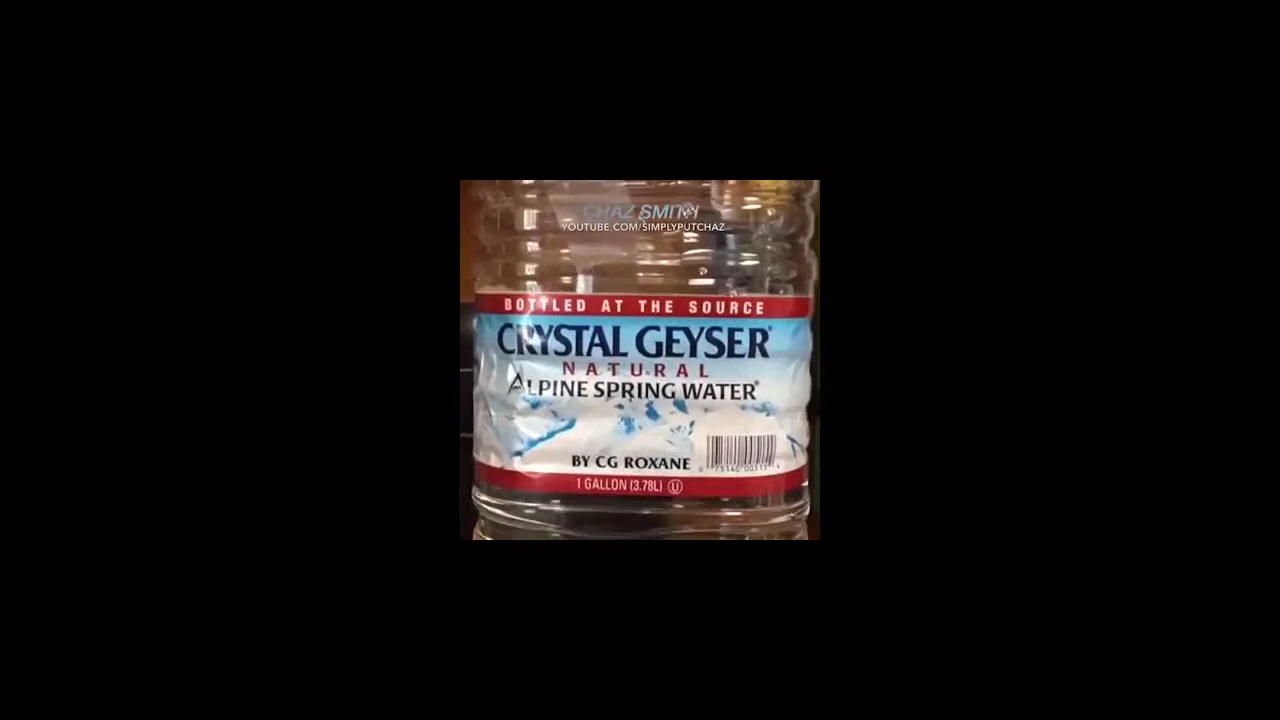 CHAZ SMITH
YOUTUBE.COM/SIMPLYPUTCHAZ
BOTTLED AT THE SOURCE
CRYSTAL GEYSER®
NATURAL
ALPINE SPRING WATER®
BY CG ROXANE
1 GALLON (3.78L) U